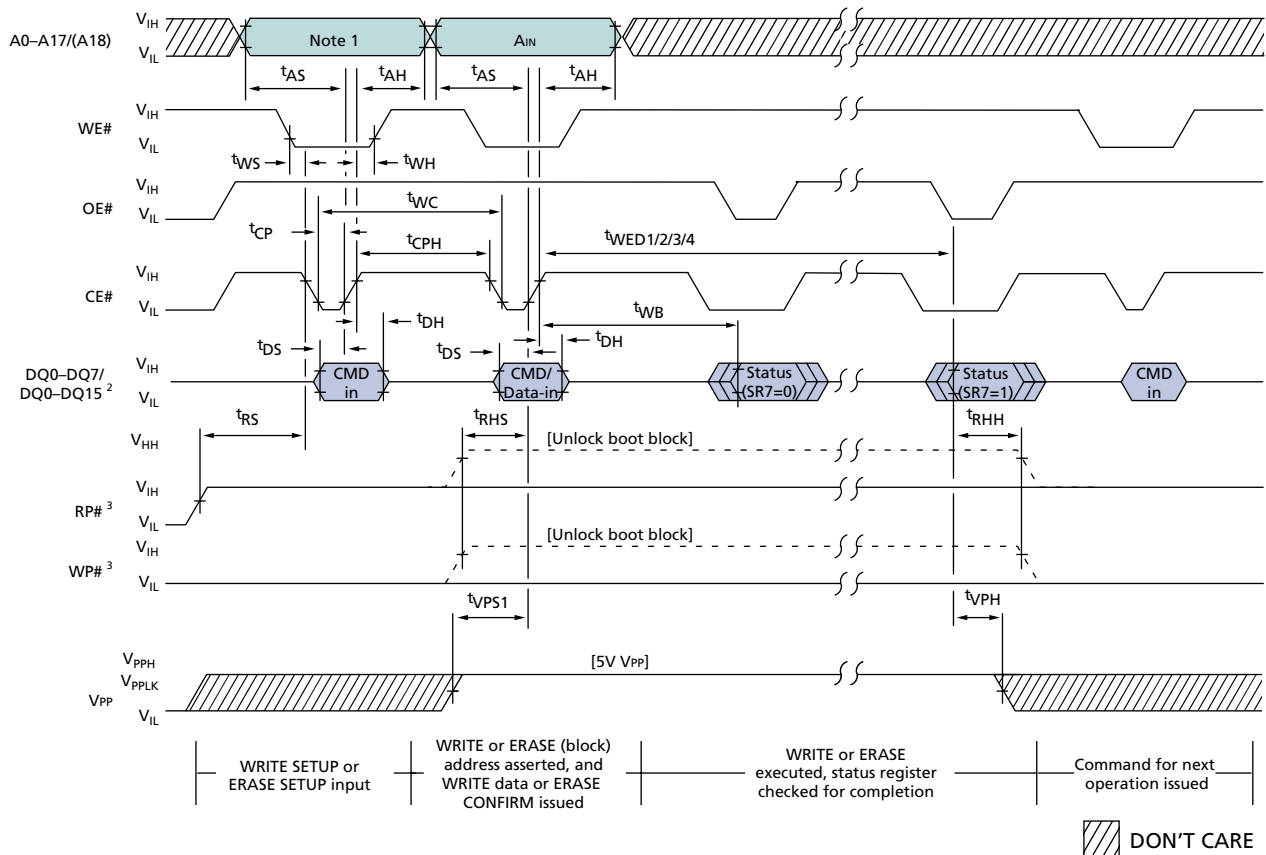 VIH
A0–A17/(A18)
VIL
Note 1
AIN
tAS
tAH
tAS
tAH
VIH
WE#
VIL
tWS
tWH
VIH
OE#
VIL
tWC
tCP
tCPH
tWED1/2/3/4
VIH
CE#
VIL
tWB
tDH
tDS
tDS
tDH
VIH
DQ0–DQ7/
DQ0–DQ15 2
VIL
CMD
in
CMD/
Data-in
Status
(SR7=0)
Status
(SR7=1)
CMD
in
tRS
tRHS
tRHH
VHH
[Unlock boot block]
VIH
RP# 3
VIL
VIH
[Unlock boot block]
WP# 3
VIL
tVPS1
tVPH
VPPH
[5V VPP]
VPPLK
VPP
VIL
WRITE SETUP or
ERASE SETUP input
WRITE or ERASE (block)
address asserted, and
WRITE data or ERASE
CONFIRM issued
WRITE or ERASE
executed, status register
checked for completion
Command for next
operation issued
DON'T CARE